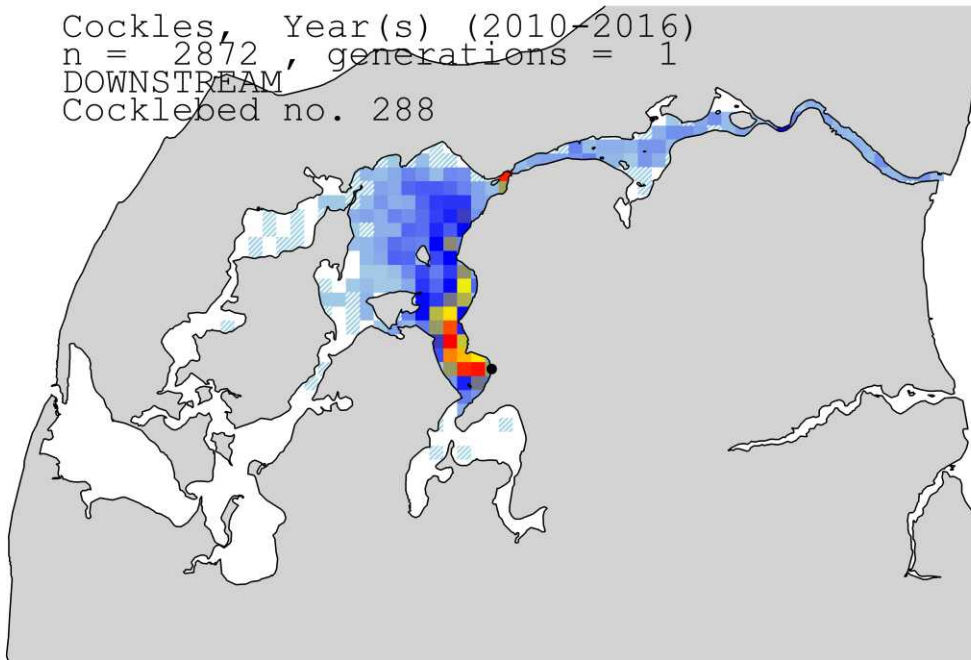 Cockles,  Year(s) (2010-2016)
n =  2872 , generations =  1
DOWNSTREAM
Cocklebed no. 288